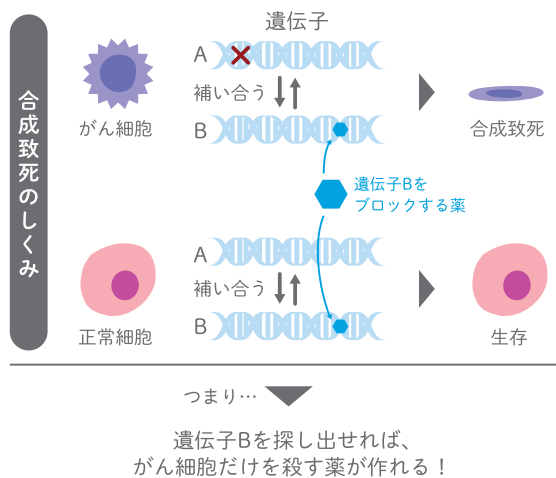 合成致死のしくみ
遺伝子
A
補い合う
B
がん細胞
合成致死
遺伝子Bを
ブロックする薬
A
補い合う
B
正常細胞
生存
つまり…
遺伝子Bを探し出せれば、
がん細胞だけを殺す薬が作れる！